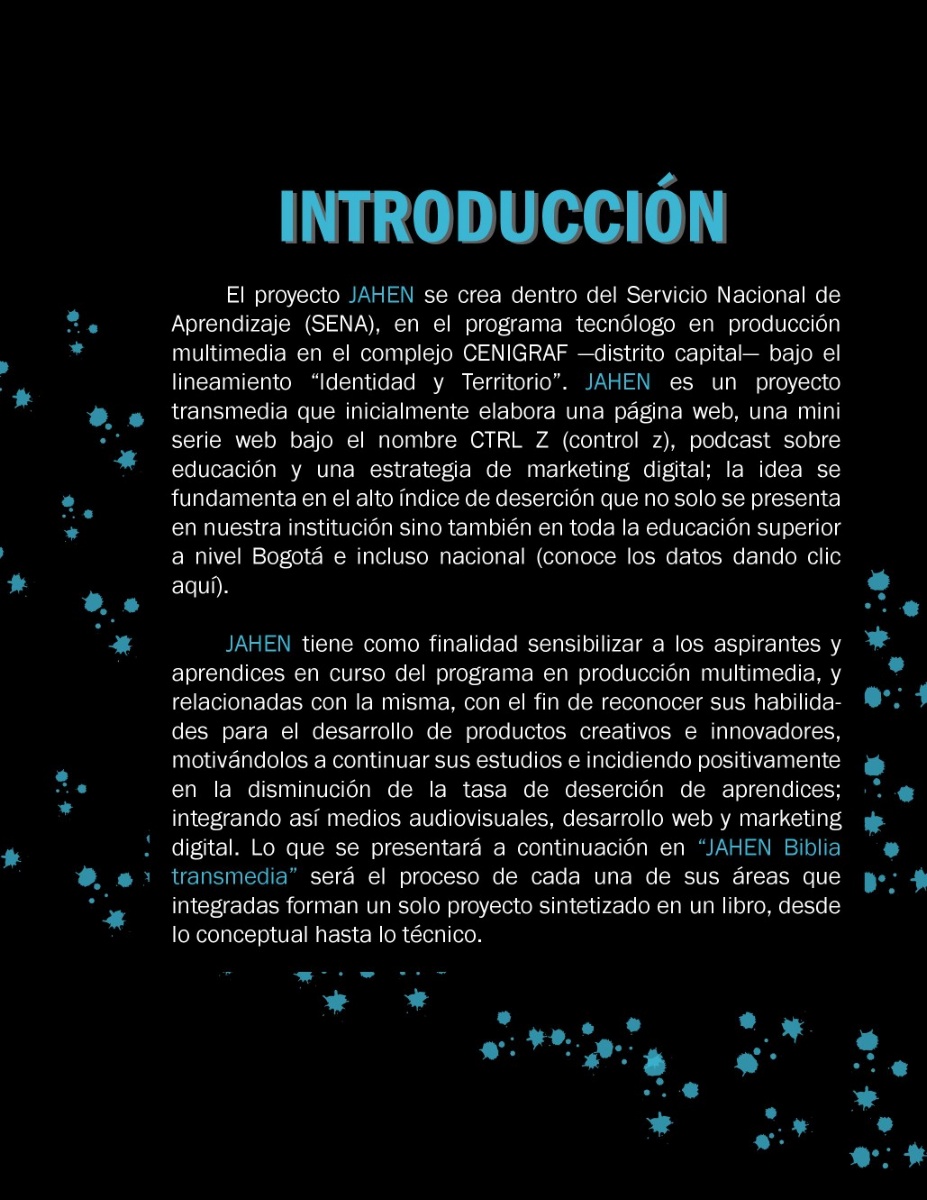 INTRODUCCIÓN
El proyecto JAHEN se crea dentro del Servicio Nacional de
Aprendizaje (SENA), en el programa tecnólogo en producción
multimedia en el complejo CENIGRAF —distrito capital— bajo el
lineamiento “Identidad y Territorio”. JAHEN es un proyecto
transmedia que inicialmente elabora una página web, una mini
serie web bajo el nombre CTRL Z (control z), podcast sobre
educación y una estrategia de marketing digital; la idea se
fundamenta en el alto índice de deserción que no solo se presenta
en nuestra institución sino también en toda la educación superior
a nivel Bogotá e incluso nacional (conoce los datos dando clic
aquí).
JAHEN tiene como finalidad sensibilizar a los aspirantes y
aprendices en curso del programa en producción multimedia, y
relacionadas con la misma, con el fin de reconocer sus habilida-
des para el desarrollo de productos creativos e innovadores,
motivándolos a continuar sus estudios e incidiendo positivamente
en la disminución de la tasa de deserción de aprendices;
integrando así medios audiovisuales, desarrollo web y marketing
digital. Lo que se presentará a continuación en “JAHEN Biblia
transmedia” será el proceso de cada una de sus áreas que
integradas forman un solo proyecto sintetizado en un libro, desde
lo conceptual hasta lo técnico.